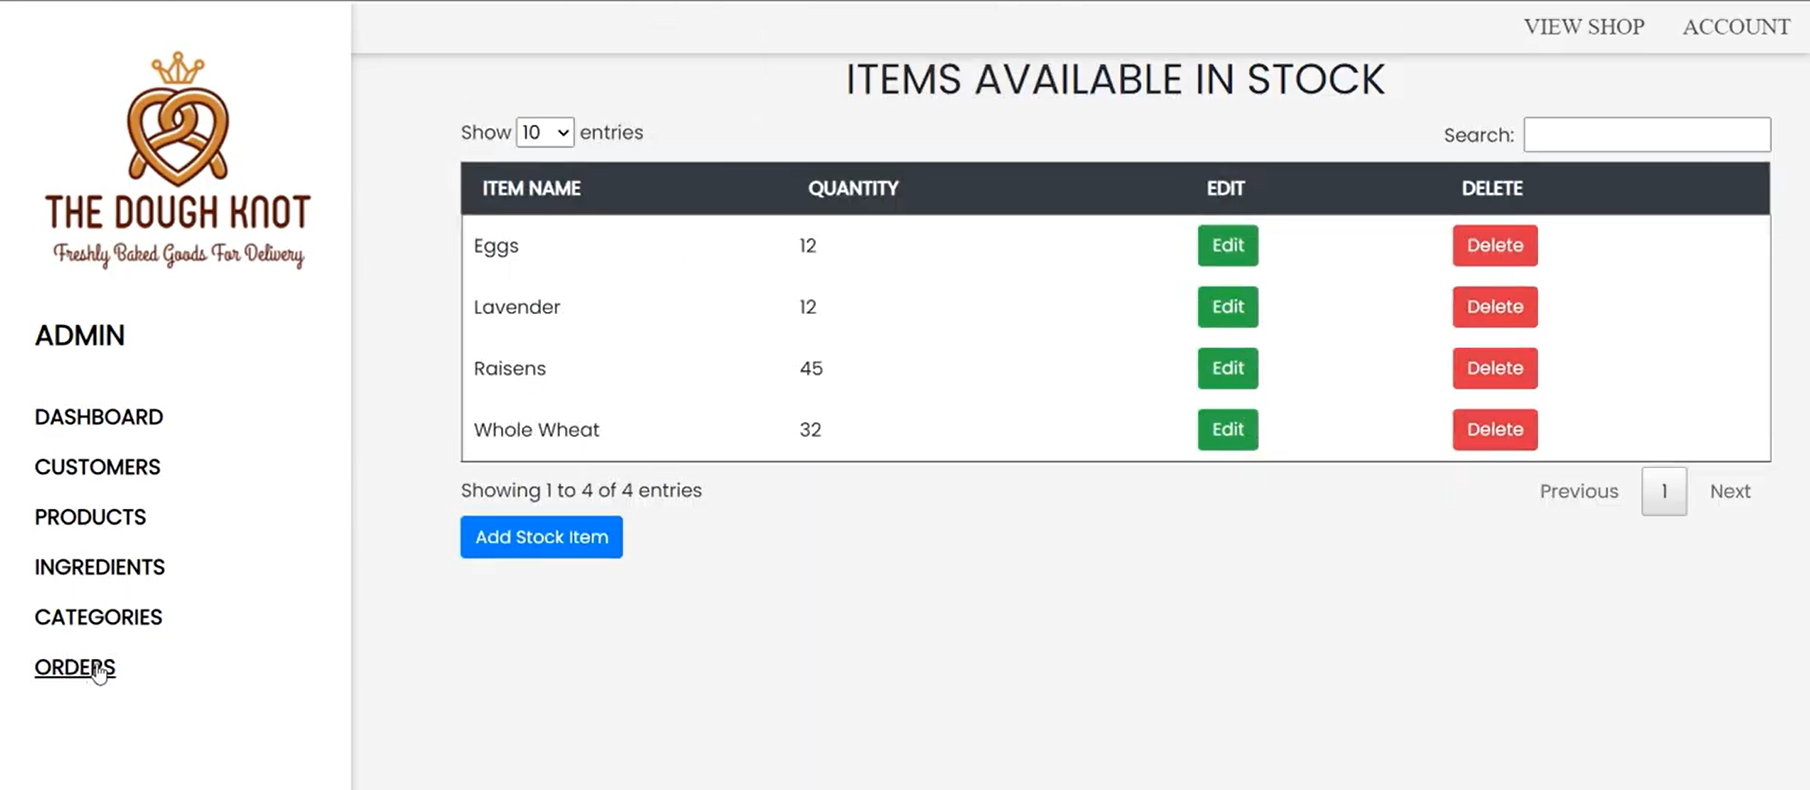 VIEW SHOP ACCOUNT
THE DOUGH KNOT
Freshly Baked Goods For Delivery
ADMIN
DASHBOARD
CUSTOMERS
PRODUCTS
INGREDIENTS
CATEGORIES
ORDERS
ITEMS AVAILABLE IN STOCK
Show 10 entries Search:
ITEM NAME QUANTITY EDIT DELETE
Eggs 12 Edit Delete
Lavender 12 Edit Delete
Raisens 45 Edit Delete
Whole Wheat 32 Edit Delete
Showing 1 to 4 of 4 entries Previous 1 Next
Add Stock Item